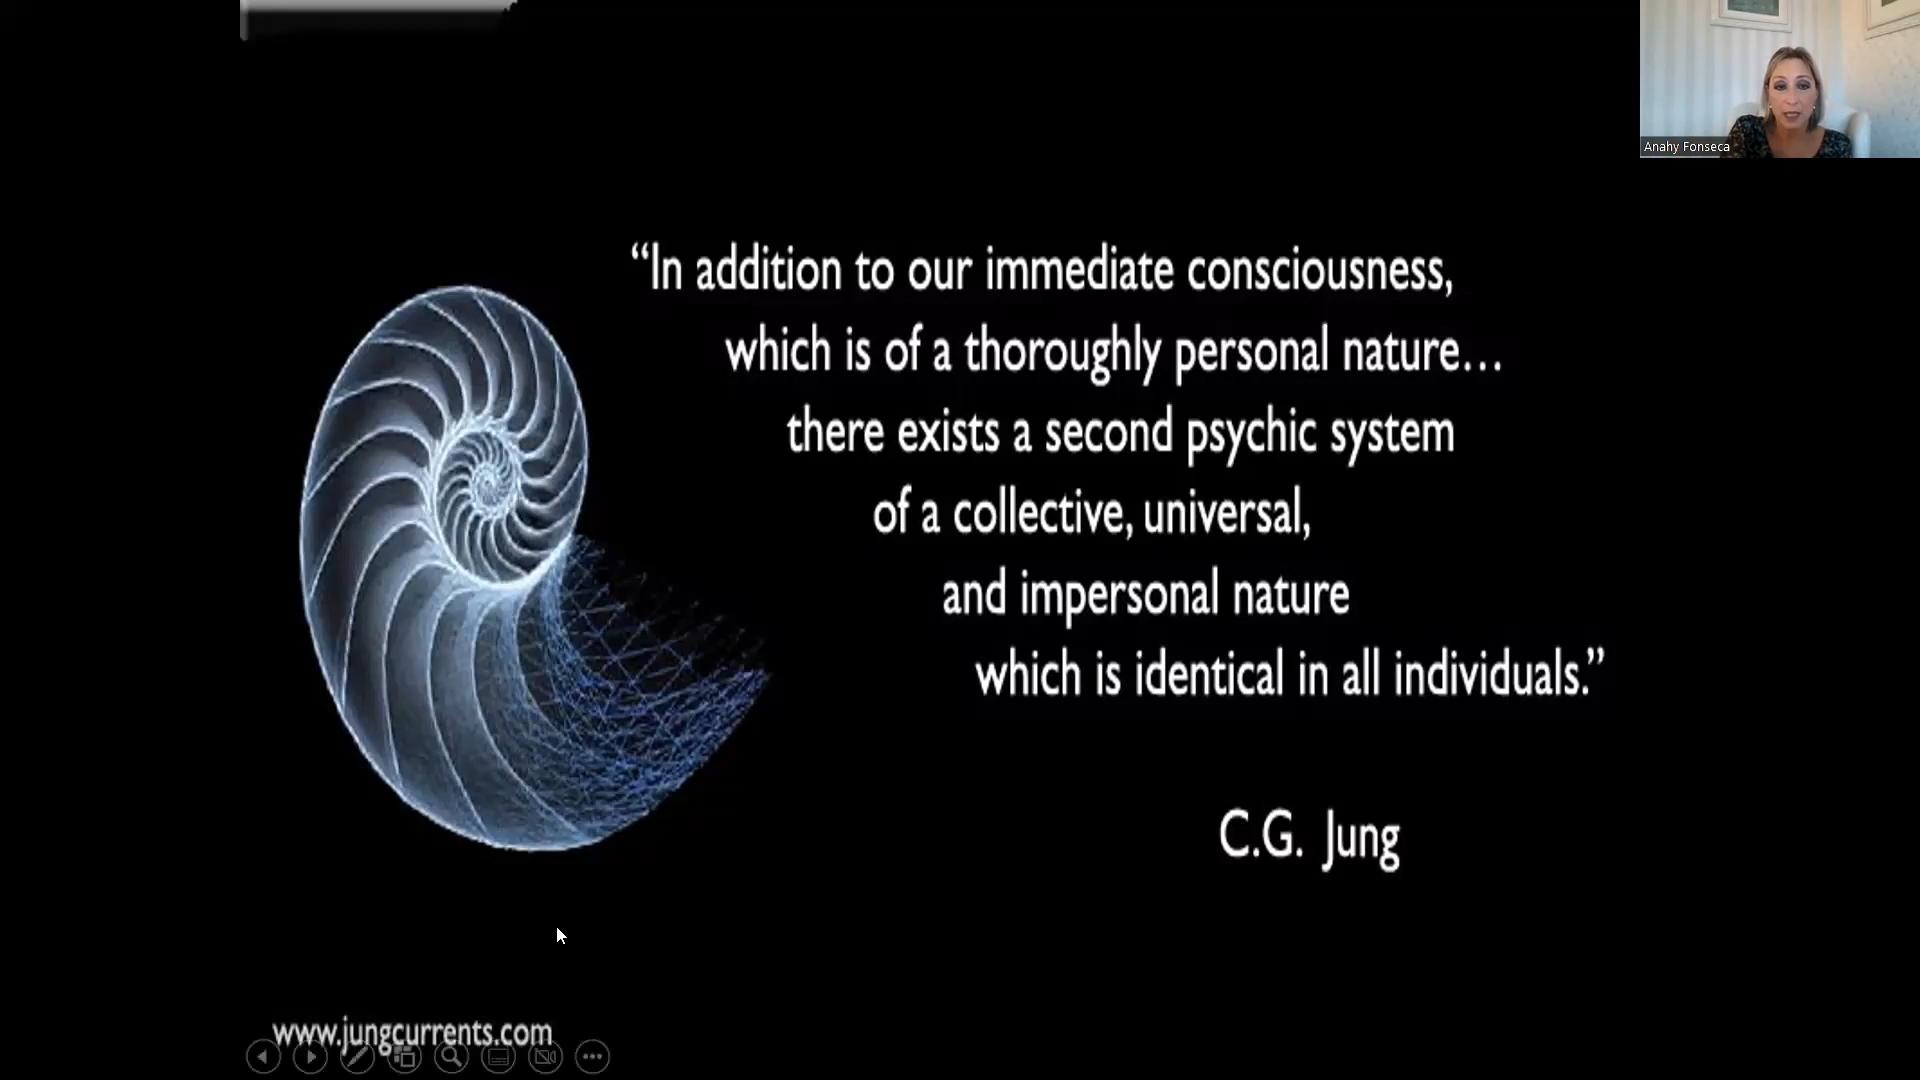 Anahy Fonseca
“In addition to our immediate consciousness,
which is of a thoroughly personal nature…
there exists a second psychic system
of a collective, universal,
and impersonal nature
which is identical in all individuals.”
C.G. Jung
www.jungcurrents.com